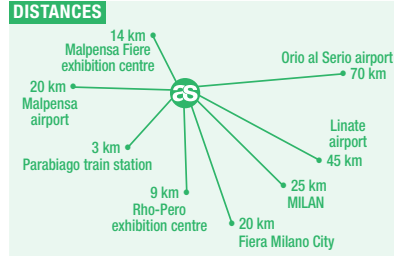 DISTANCES
14 km
Malpensa Fiere
exhibition centre
Orio al Serio airport
70 km
20 km
Malpensa
airport
as
Linate
airport
45 km
3 km
Parabiago train station
25 km
MILAN
9 km
Rho-Pero
exhibition centre
20 km
Fiera Milano City